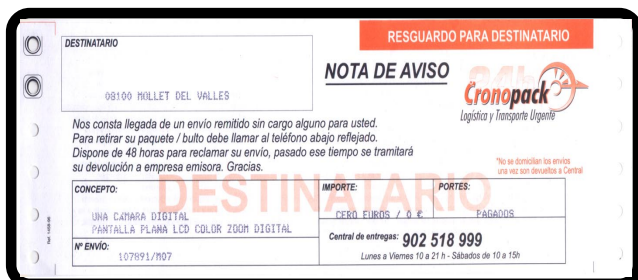 RESGUARDO PARA DESTINATARIO
DESTINATARIO
08100 MOLLET DEL VALLES
NOTA DE AVISO
24h
Cronopack
Logística y Transporte Urgente
Nos consta llegada de un envío remitido sin cargo alguno para usted.
Para retirar su paquete / bulto debe llamar al teléfono abajo reflejado.
Dispone de 48 horas para reclamar su envío, pasado ese tiempo se tramitará
su devolución a empresa emisora. Gracias.
*No se domicilian los envios
una vez son devueltos a Central
DESTINATARIO
CONCEPTO:
UNA CAMARA DIGITAL
PANTALLA PLANA LCD COLOR ZOOM DIGITAL
IMPORTE:
CERO EUROS / 0 €
PORTES:
PAGADOS
Nº ENVÍO:
107891/M07
Central de entregas: 902 518 999
Lunes a Viernes 10 a 21 h - Sábados de 10 a 15h